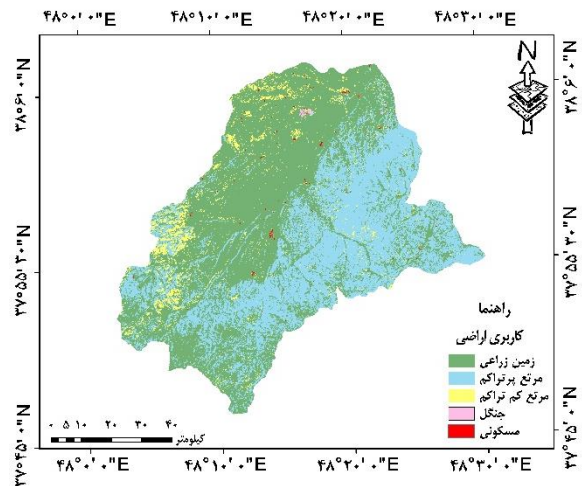 ۴۸°۰'۰"E ۴۸°۱۰'۰"E ۴۸°۲۰'۰"E ۴۸°۳۰'۰"E
N
۳۸°۶'۰"N
۳۸°۶'۰"N
۳۷°۵۵'۳۰"N
۳۷°۵۵'۳۰"N
راهنما
کاربری اراضی
زمین زراعی
مرتع پرتراکم
مرتع کم تراکم
جنگل
مسکونی
۰ ۵ ۱۰ ۲۰ ۳۰ ۴۰
کیلومتر
۳۷°۴۵'۰"N
۳۷°۴۵'۰"N
۴۸°۰'۰"E ۴۸°۱۰'۰"E ۴۸°۲۰'۰"E ۴۸°۳۰'۰"E